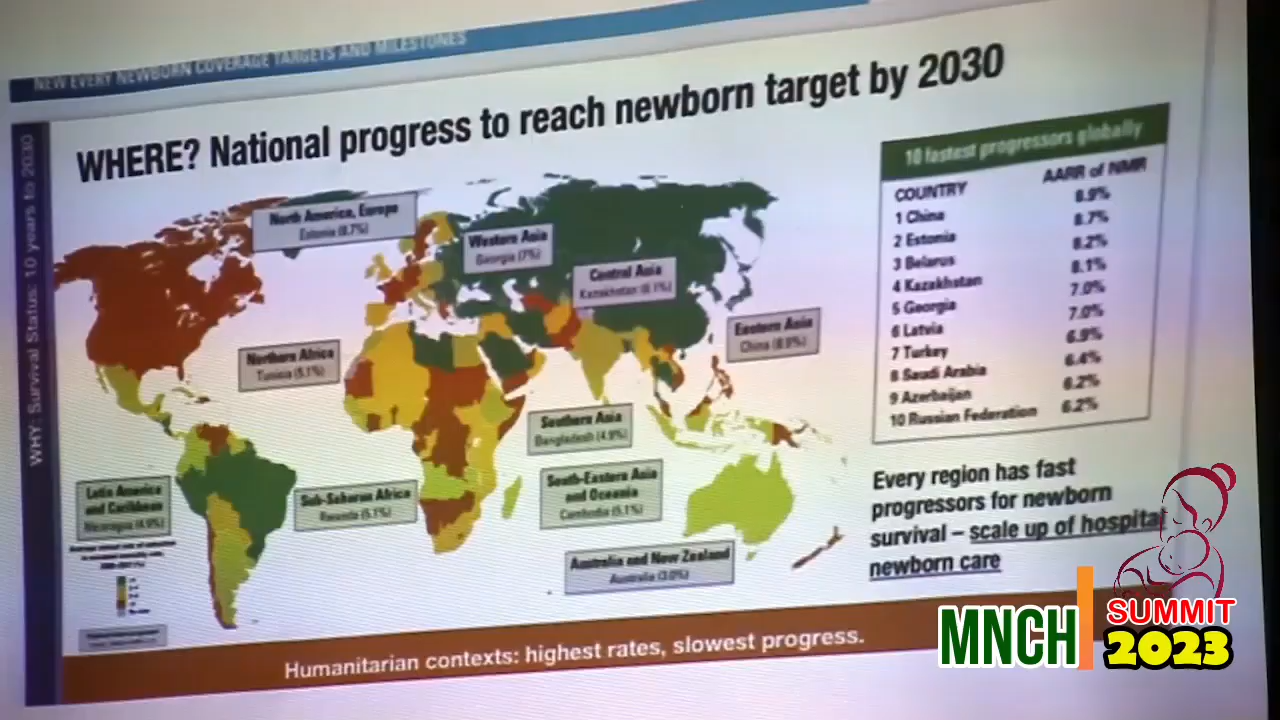 NEW EVERY NEWBORN COVERAGE TARGETS AND MILESTONES
WHY: Survival Status: 10 years to 2030
WHERE? National progress to reach newborn target by 2030
North America, Europe
Estonia (8.7%)
Western Asia
Georgia (7%)
Central Asia
Kazakhstan (8.1%)
Eastern Asia
China (8.9%)
Northern Africa
Tunisia (5.1%)
Southern Asia
Bangladesh (4.9%)
Latin America
and Caribbean
Nicaragua (4.9%)
Sub-Saharan Africa
Rwanda (5.1%)
South-Eastern Asia
and Oceania
Cambodia (5.1%)
Australia and New Zealand
Australia (3.0%)
10 fastest progressors globally
COUNTRY AARR of NMR
1 China 8.9%
2 Estonia 8.7%
3 Belarus 8.2%
4 Kazakhstan 8.1%
5 Georgia 7.0%
6 Latvia 7.0%
7 Turkey 6.9%
8 Saudi Arabia 6.4%
9 Azerbaijan 6.2%
10 Russian Federation 6.2%
Every region has fast
progressors for newborn
survival – scale up of hospital
newborn care
Humanitarian contexts: highest rates, slowest progress.
MNCH
SUMMIT
2023